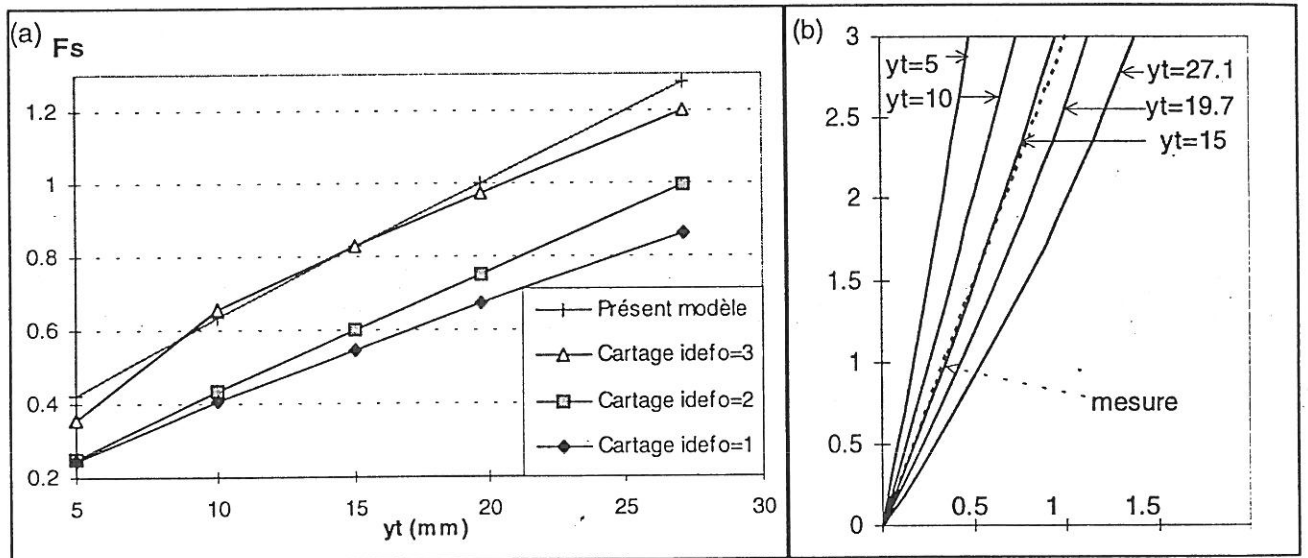 (a)
Fs
1.2
1
0.8
0.6
0.4
0.2
5
10
15
20
25
30
yt (mm)
Présent modèle
Cartage idefo=3
Cartage idefo=2
Cartage idefo=1
(b)
3
2.5
2
1.5
1
0.5
0
0.5
1
1.5
yt=5
yt=10
yt=27.1
yt=19.7
yt=15
mesure